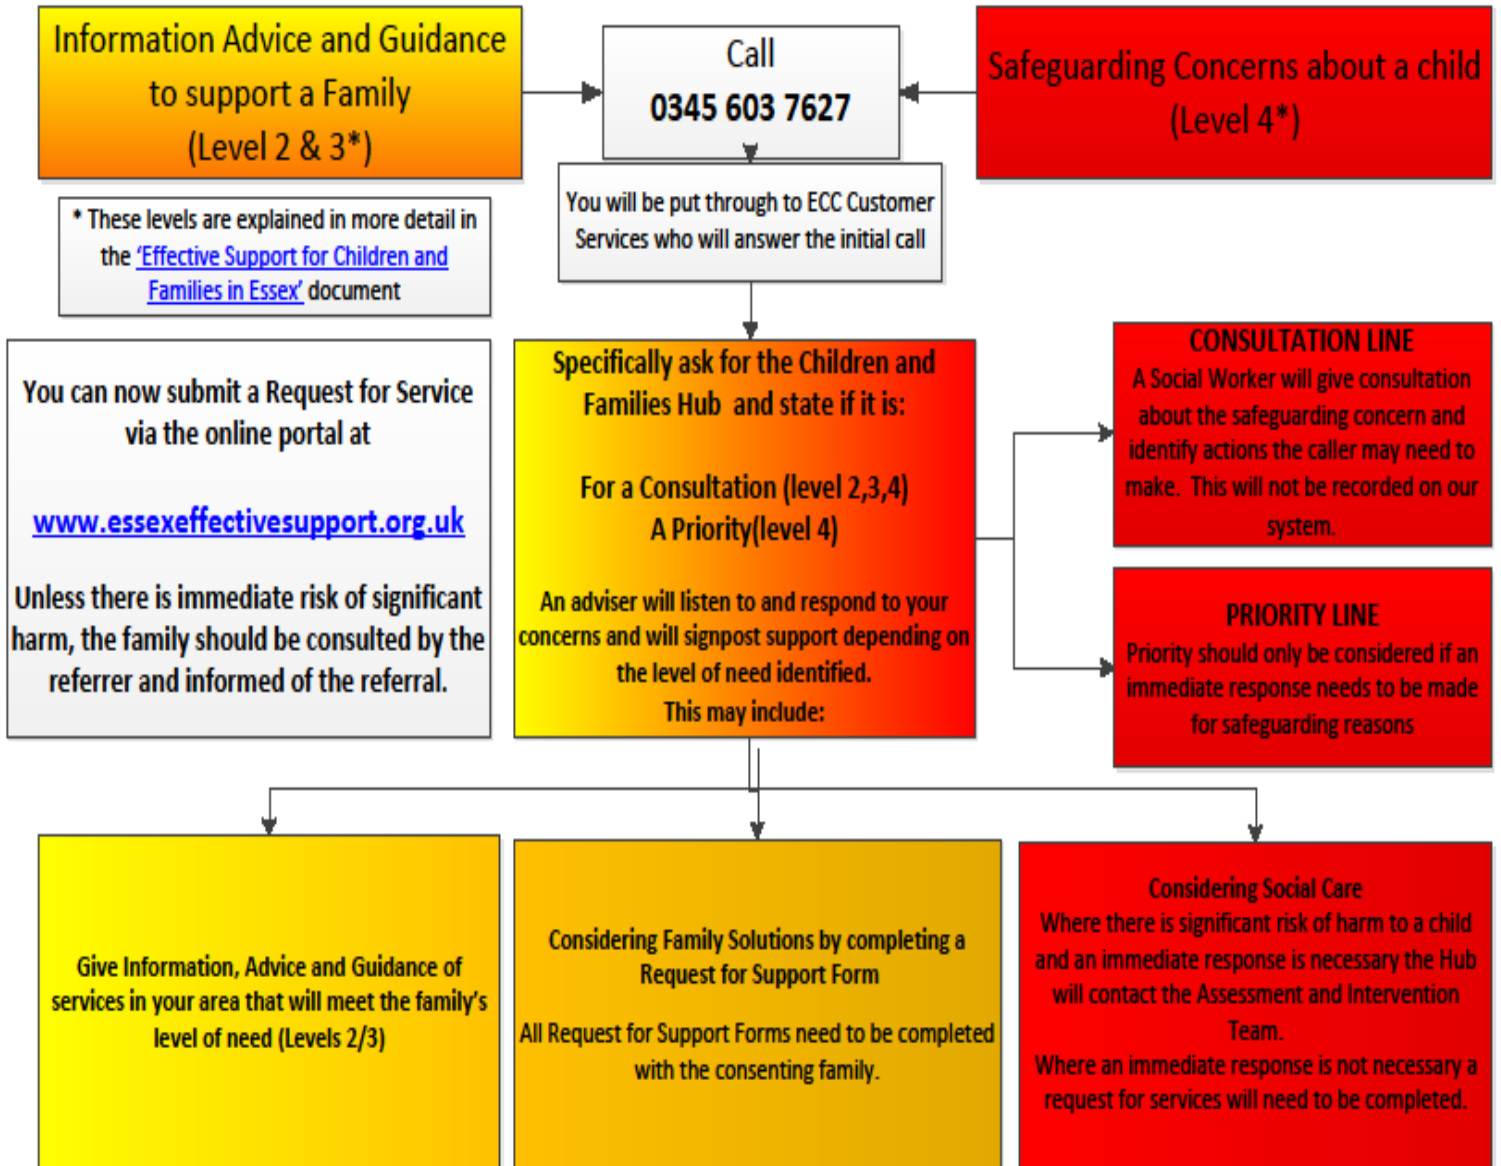 Information Advice and Guidance
to support a Family
(Level 2 & 3*)
Call
0345 603 7627
Safeguarding Concerns about a child
(Level 4*)
* These levels are explained in more detail in
the ‘Effective Support for Children and
Families in Essex’ document
You will be put through to ECC Customer
Services who will answer the initial call
You can now submit a Request for Service
via the online portal at
www.essexeffectivesupport.org.uk
Unless there is immediate risk of significant
harm, the family should be consulted by the
referrer and informed of the referral.
Specifically ask for the Children and
Families Hub and state if it is:
For a Consultation (level 2,3,4)
A Priority(level 4)
An adviser will listen to and respond to your
concerns and will signpost support depending on
the level of need identified.
This may include:
CONSULTATION LINE
A Social Worker will give consultation
about the safeguarding concern and
identify actions the caller may need to
make. This will not be recorded on our
system.
PRIORITY LINE
Priority should only be considered if an
immediate response needs to be made
for safeguarding reasons
Give Information, Advice and Guidance of
services in your area that will meet the family’s
level of need (Levels 2/3)
Considering Family Solutions by completing a
Request for Support Form
All Request for Support Forms need to be completed
with the consenting family.
Considering Social Care
Where there is significant risk of harm to a child
and an immediate response is necessary the Hub
will contact the Assessment and Intervention
Team.
Where an immediate response is not necessary a
request for services will need to be completed.